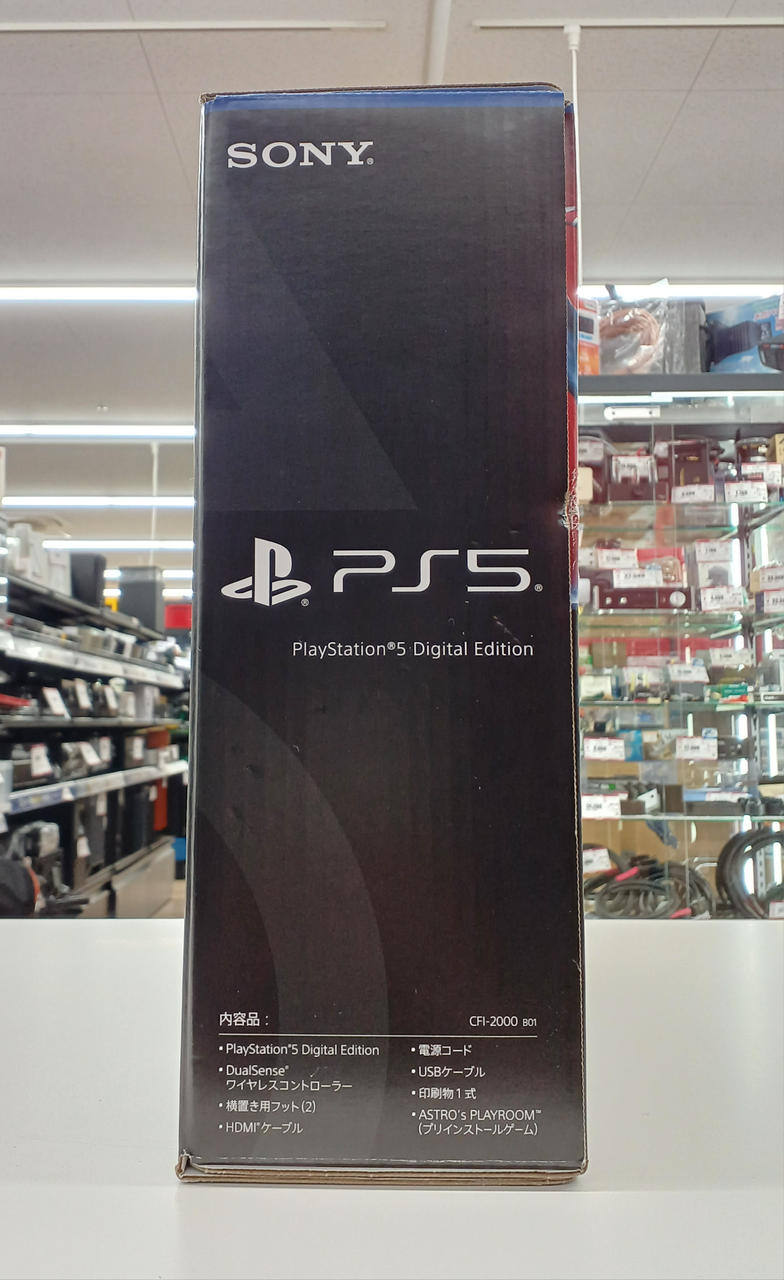 SONY®
PS5®
PlayStation®5 Digital Edition
内容品：
CFI-2000 B01
• PlayStation®5 Digital Edition
• DualSense®
ワイヤレスコントローラー
• 横置き用フット (2)
• HDMI®ケーブル
• 電源コード
• USBケーブル
• 印刷物1式
• ASTRO's PLAYROOM™
(プリインストールゲーム)